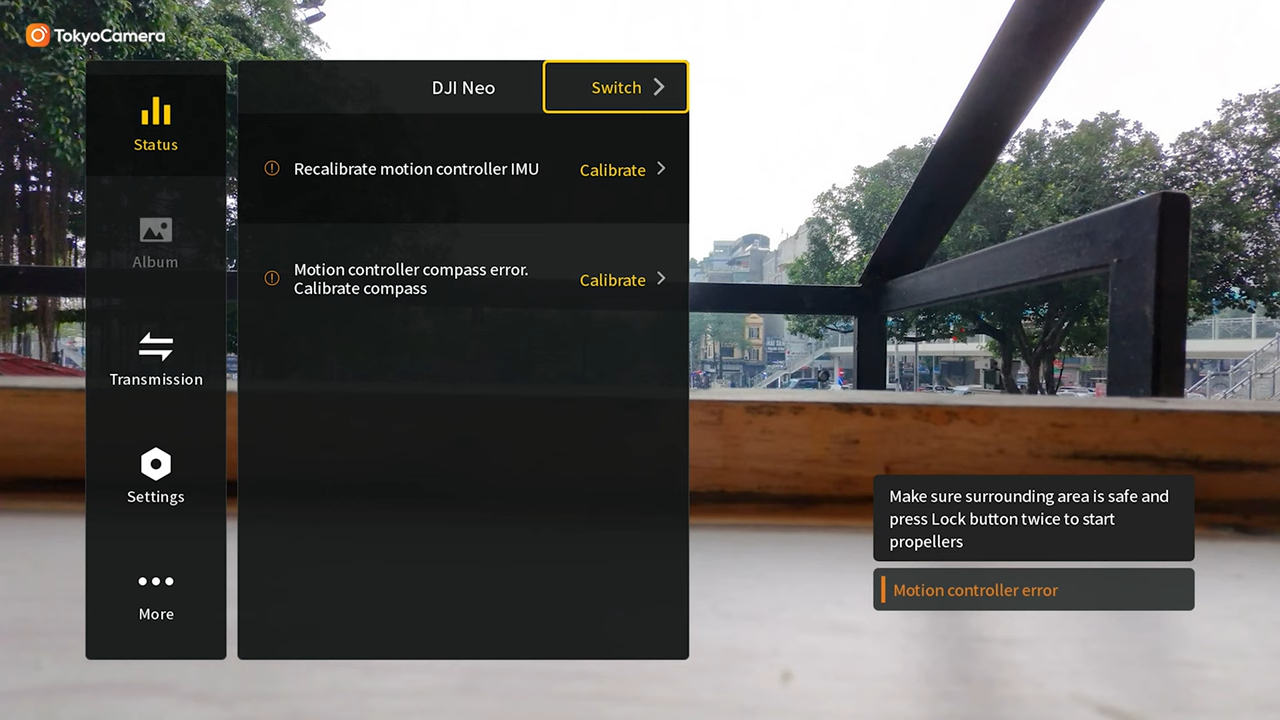 TokyoCamera
DJI Neo
Switch
Status
Recalibrate motion controller IMU
Calibrate
Album
Motion controller compass error.
Calibrate compass
Calibrate
Transmission
Settings
Make sure surrounding area is safe and
press Lock button twice to start
propellers
Motion controller error
More